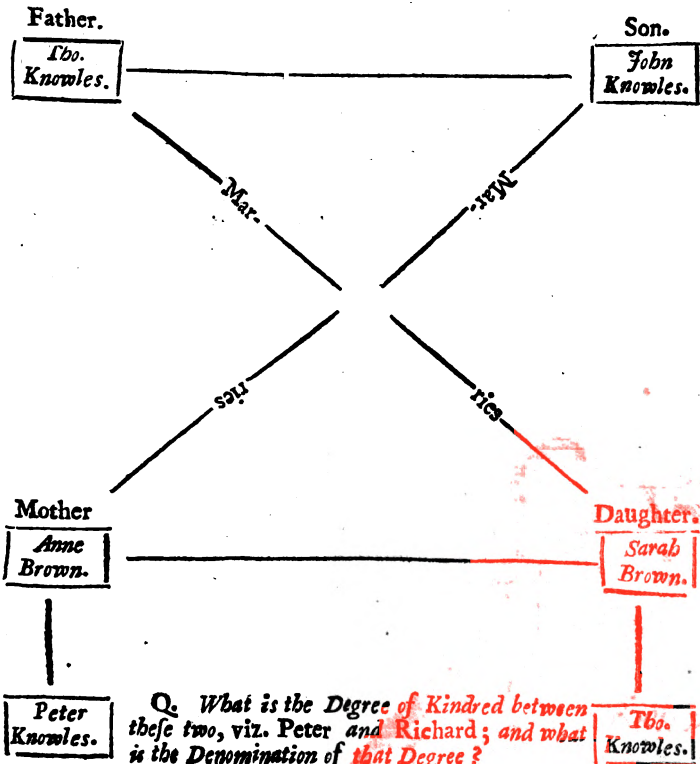 Father.
Son.
Tho.
Knowles.
John
Knowles.
Mar-
Mar-
ries
ries
Mother
Daughter.
Anne
Brown.
Sarah
Brown.
Peter
Knowles.
Q. What is the Degree of Kindred between
theſe two, viz. Peter and Richard; and what
is the Denomination of that Degree?
Tho.
Knowles.